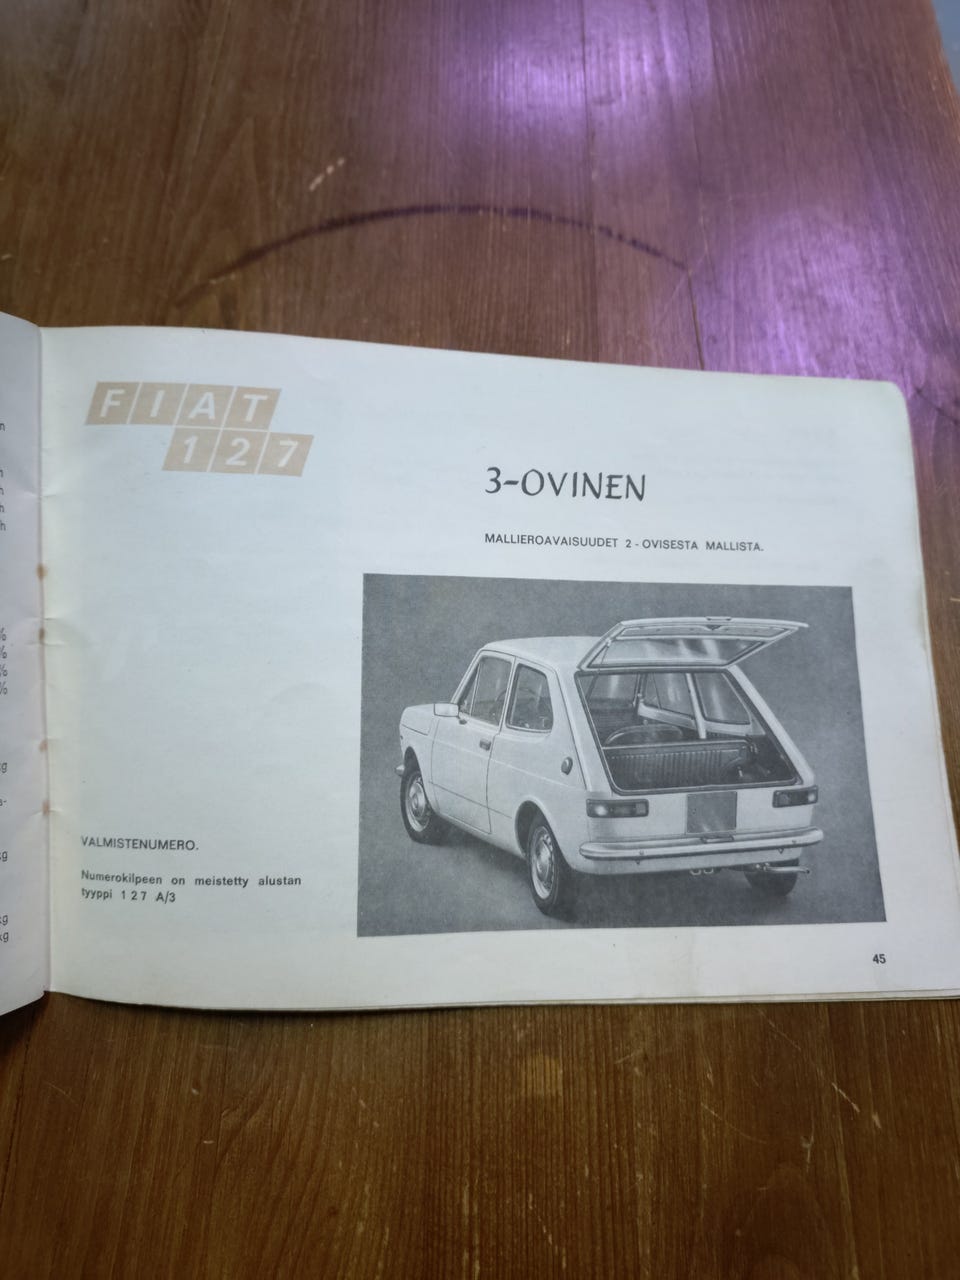 FIAT
127
3-OVINEN
MALLIEROAVAISUUDET 2-OVISESTA MALLISTA.
VALMISTENUMERO.
Numerokilpeen on meistetty alustan
tyyppi 127 A/3
45